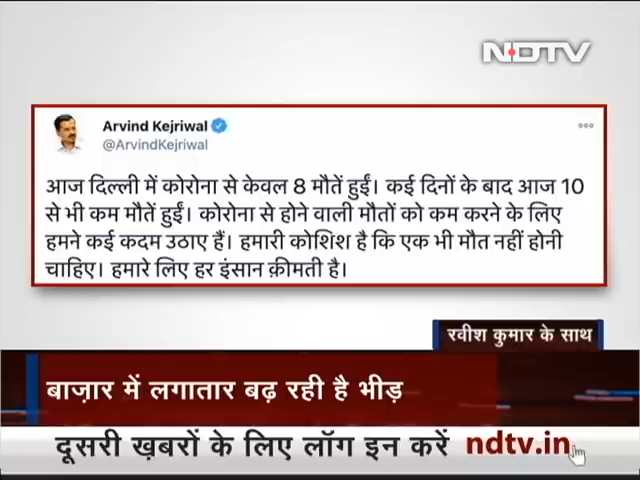 NDTV
Arvind Kejriwal
@ArvindKejriwal
आज दिल्ली में कोरोना से केवल 8 मौतें हुईं। कई दिनों के बाद आज 10
से भी कम मौतें हुईं। कोरोना से होने वाली मौतों को कम करने के लिए
हमने कई कदम उठाए हैं। हमारी कोशिश है कि एक भी मौत नहीं होनी
चाहिए। हमारे लिए हर इंसान क़ीमती है।
रवीश कुमार के साथ
बाज़ार में लगातार बढ़ रही है भीड़
दूसरी ख़बरों के लिए लॉग इन करें ndtv.in